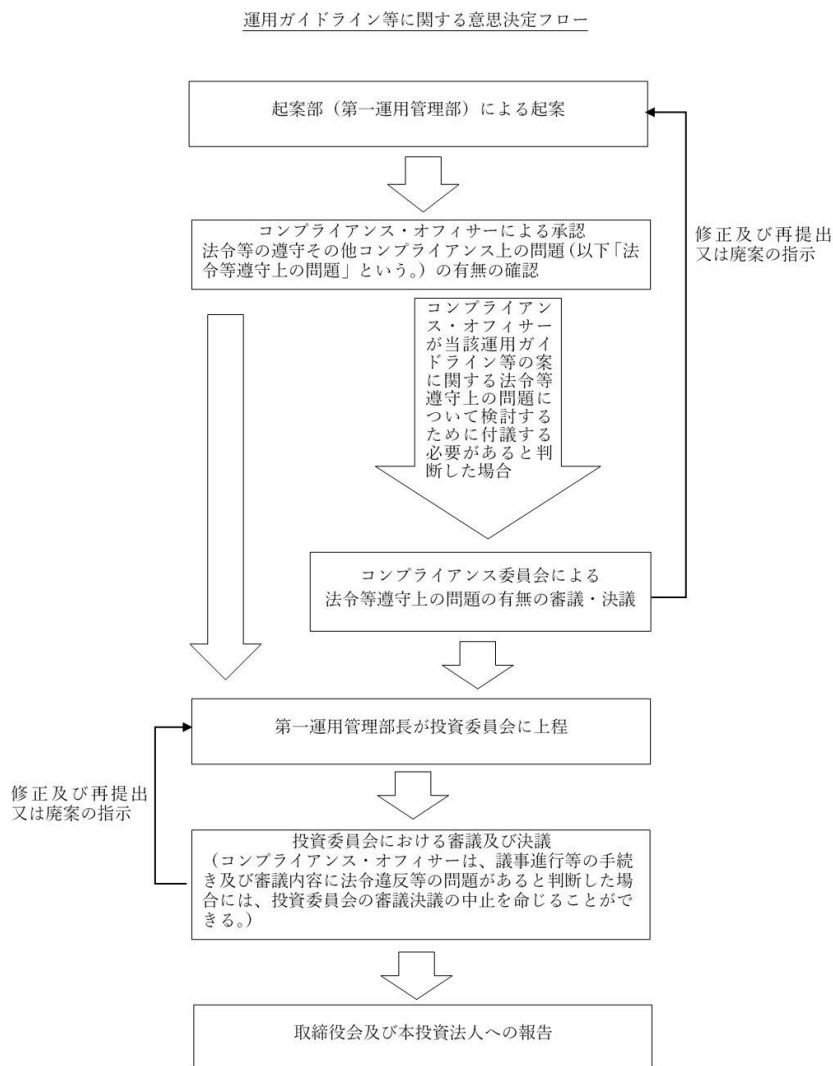 運用ガイドライン等に関する意思決定フロー
起案部（第一運用管理部）による起案
コンプライアンス・オフィサーによる承認
法令等の遵守その他コンプライアンス上の問題（以下「法
令等遵守上の問題」という。）の有無の確認
修正及び再提出
又は廃案の指示
コンプライアン
ス・オフィサー
が当該運用ガイ
ドライン等の案
に関する法令等
遵守上の問題に
ついて検討する
ために付議する
必要があると判
断した場合
コンプライアンス委員会による
法令等遵守上の問題の有無の審議・決議
第一運用管理部長が投資委員会に上程
修正及び再提出
又は廃案の指示
投資委員会における審議及び決議
（コンプライアンス・オフィサーは、議事進行等の手続
き及び審議内容に法令違反等の問題があると判断した場
合には、投資委員会の審議決議の中止を命じることがで
きる。）
取締役会及び本投資法人への報告